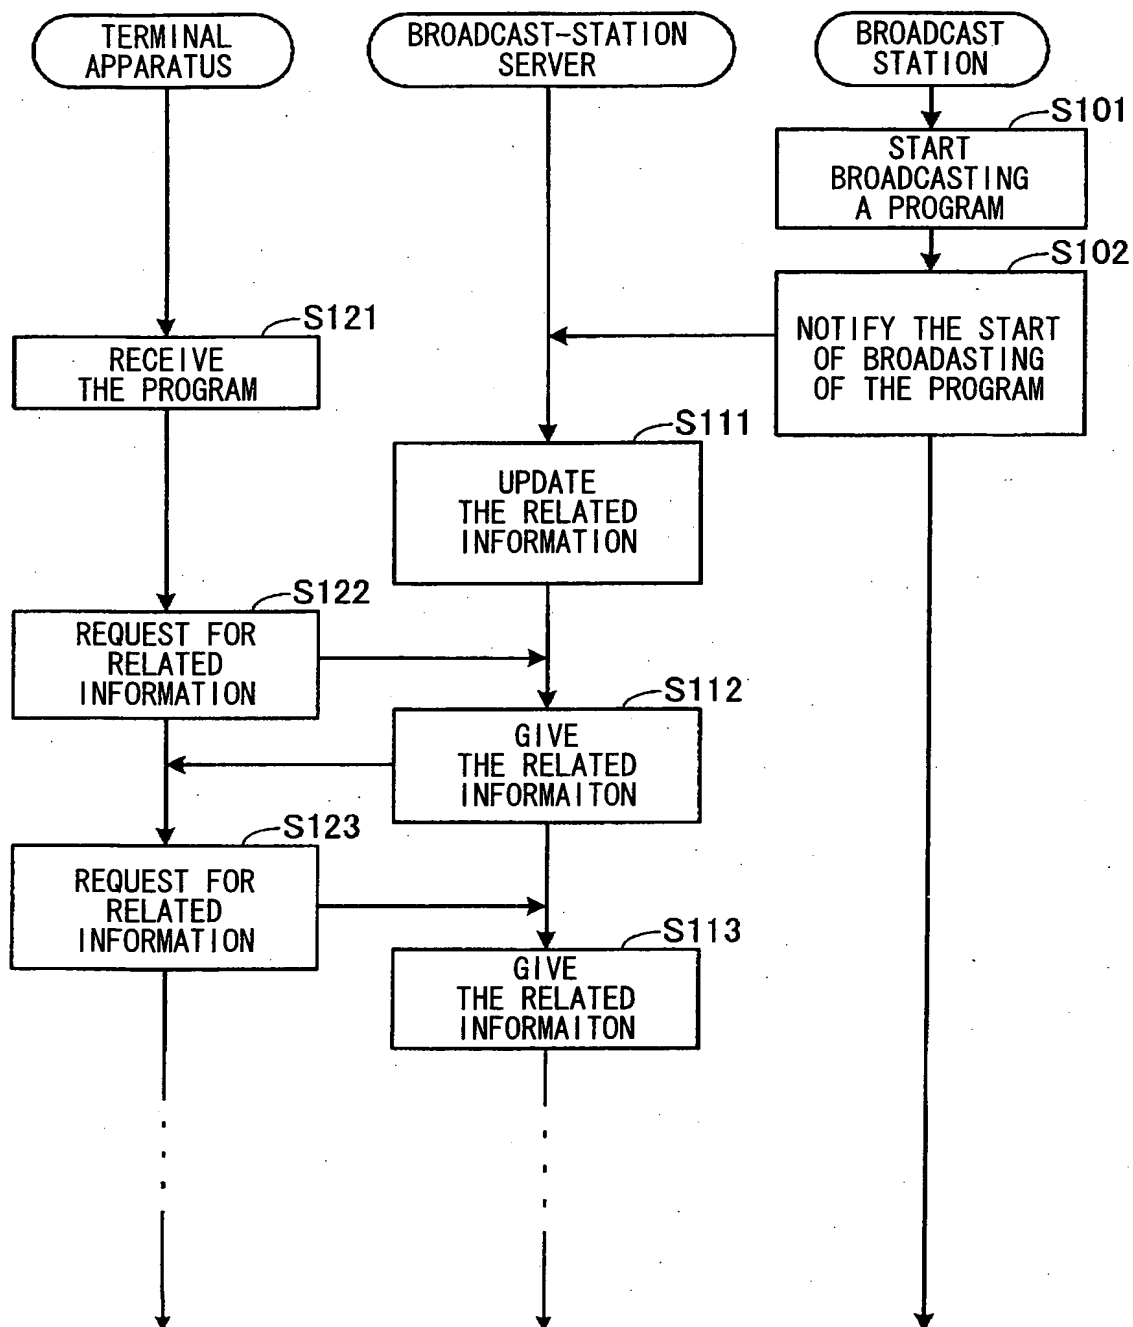 TERMINAL
APPARATUS
BROADCAST-STATION
SERVER
BROADCAST
STATION
S101
START
BROADCASTING
A PROGRAM
S102
NOTIFY THE START
OF BROADASTING
OF THE PROGRAM
S121
RECEIVE
THE PROGRAM
S111
UPDATE
THE RELATED
INFORMATION
S122
REQUEST FOR
RELATED
INFORMATION
S112
GIVE
THE RELATED
INFORMAITON
S123
REQUEST FOR
RELATED
INFORMATION
S113
GIVE
THE RELATED
INFORMAITON